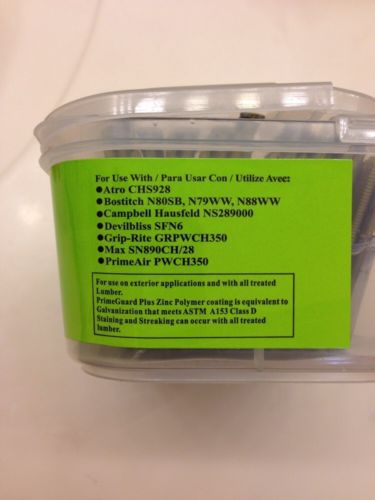 For Use With / Para Usar Con / Utilize Avec:
●Atro CHS928
●Bostitch N80SB, N79WW, N88WW
●Campbell Hausfeld NS289000
●Devilbliss SFN6
●Grip-Rite GRPWCH350
●Max SN890CH/28
●PrimeAir PWCH350
For use on exterior applications and with all treated
Lumber.
PrimeGuard Plus Zinc Polymer coating is equivalent to
Galvanization that meets ASTM A153 Class D
Staining and Streaking can occur with all treated
lumber.